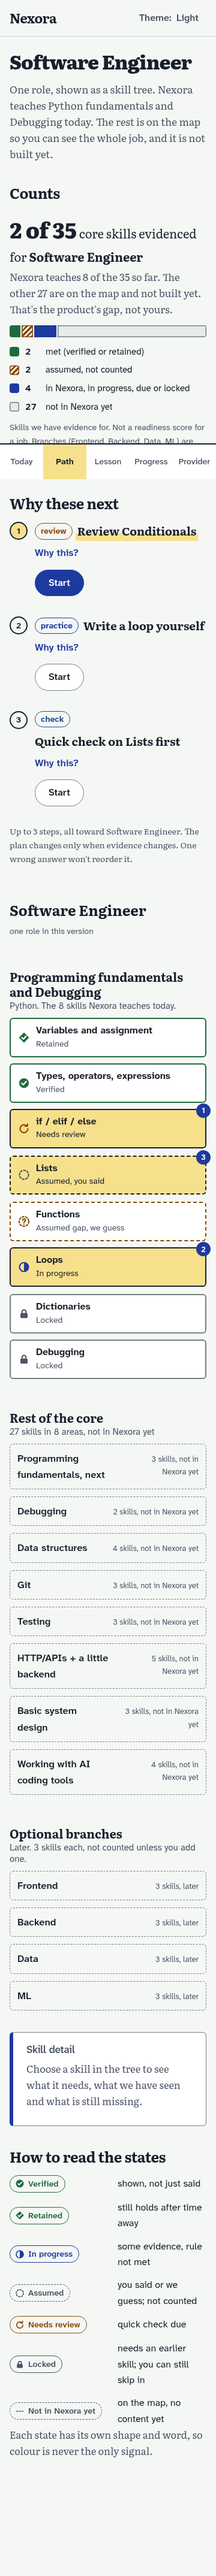 Nexora
Theme: Light
Software Engineer
One role, shown as a skill tree. Nexora
teaches Python fundamentals and
Debugging today. The rest is on the map
so you can see the whole job, and it is not
built yet.
Counts
2 of 35 core skills evidenced
for Software Engineer
Nexora teaches 8 of the 35 so far. The
other 27 are on the map and not built yet.
That's the product's gap, not yours.
2 met (verified or retained)
2 assumed, not counted
4 in Nexora, in progress, due or locked
27 not in Nexora yet
Skills we have evidence for. Not a readiness score for
a job. Branches (Frontend, Backend, Data, ML) are
Today
Path
Lesson
Progress
Provider
Why these next
1 review Review Conditionals
Why this?
Start
2 practice Write a loop yourself
Why this?
Start
3 check
Quick check on Lists first
Why this?
Start
Up to 3 steps, all toward Software Engineer. The
plan changes only when evidence changes. One
wrong answer won't reorder it.
Software Engineer
one role in this version
Programming fundamentals
and Debugging
Python. The 8 skills Nexora teaches today.
Variables and assignment
Retained
Types, operators, expressions
Verified
1
if / elif / else
Needs review
3
Lists
Assumed, you said
Functions
Assumed gap, we guess
2
Loops
In progress
Dictionaries
Locked
Debugging
Locked
Rest of the core
27 skills in 8 areas, not in Nexora yet
Programming
fundamentals, next
3 skills, not in
Nexora yet
Debugging
2 skills, not in Nexora yet
Data structures
4 skills, not in Nexora yet
Git
3 skills, not in Nexora yet
Testing
3 skills, not in Nexora yet
HTTP/APIs + a little
backend
5 skills, not in
Nexora yet
Basic system
design
3 skills, not in Nexora
yet
Working with AI
coding tools
4 skills, not in
Nexora yet
Optional branches
Later. 3 skills each, not counted unless you add
one.
Frontend
3 skills, later
Backend
3 skills, later
Data
3 skills, later
ML
3 skills, later
Skill detail
Choose a skill in the tree to see
what it needs, what we have seen
and what is still missing.
How to read the states
Verified
shown, not just said
Retained
still holds after time
away
In progress
some evidence, rule
not met
Assumed
you said or we
guess; not counted
Needs review
quick check due
Locked
needs an earlier
skill; you can still
skip in
Not in Nexora yet
on the map, no
content yet
Each state has its own shape and word, so
colour is never the only signal.